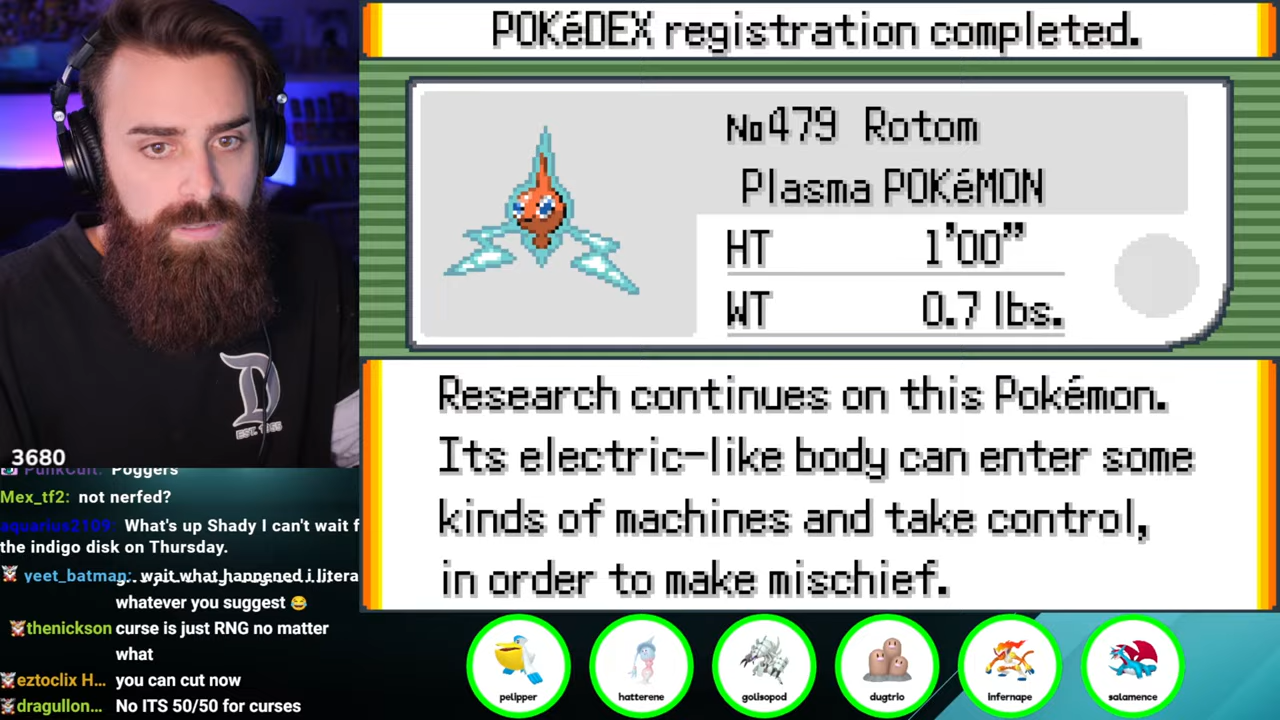 POKéDEX registration completed.
No479 Rotom
Plasma POKéMON
HT 1'00"
WT 0.7 lbs.
Research continues on this Pokémon.
Its electric-like body can enter some
kinds of machines and take control,
in order to make mischief.
D
3680
PunkCult: Poggers
Mex_tf2: not nerfed?
aquarius2109: What's up Shady I can't wait f
the indigo disk on Thursday.
yeet_batman: wait what happened i litera
whatever you suggest 😂
thenickson curse is just RNG no matter
what
eztoclix H... you can cut now
dragullon... No ITS 50/50 for curses
pelipper
hatterene
golisopod
dugtrio
infernape
salamence